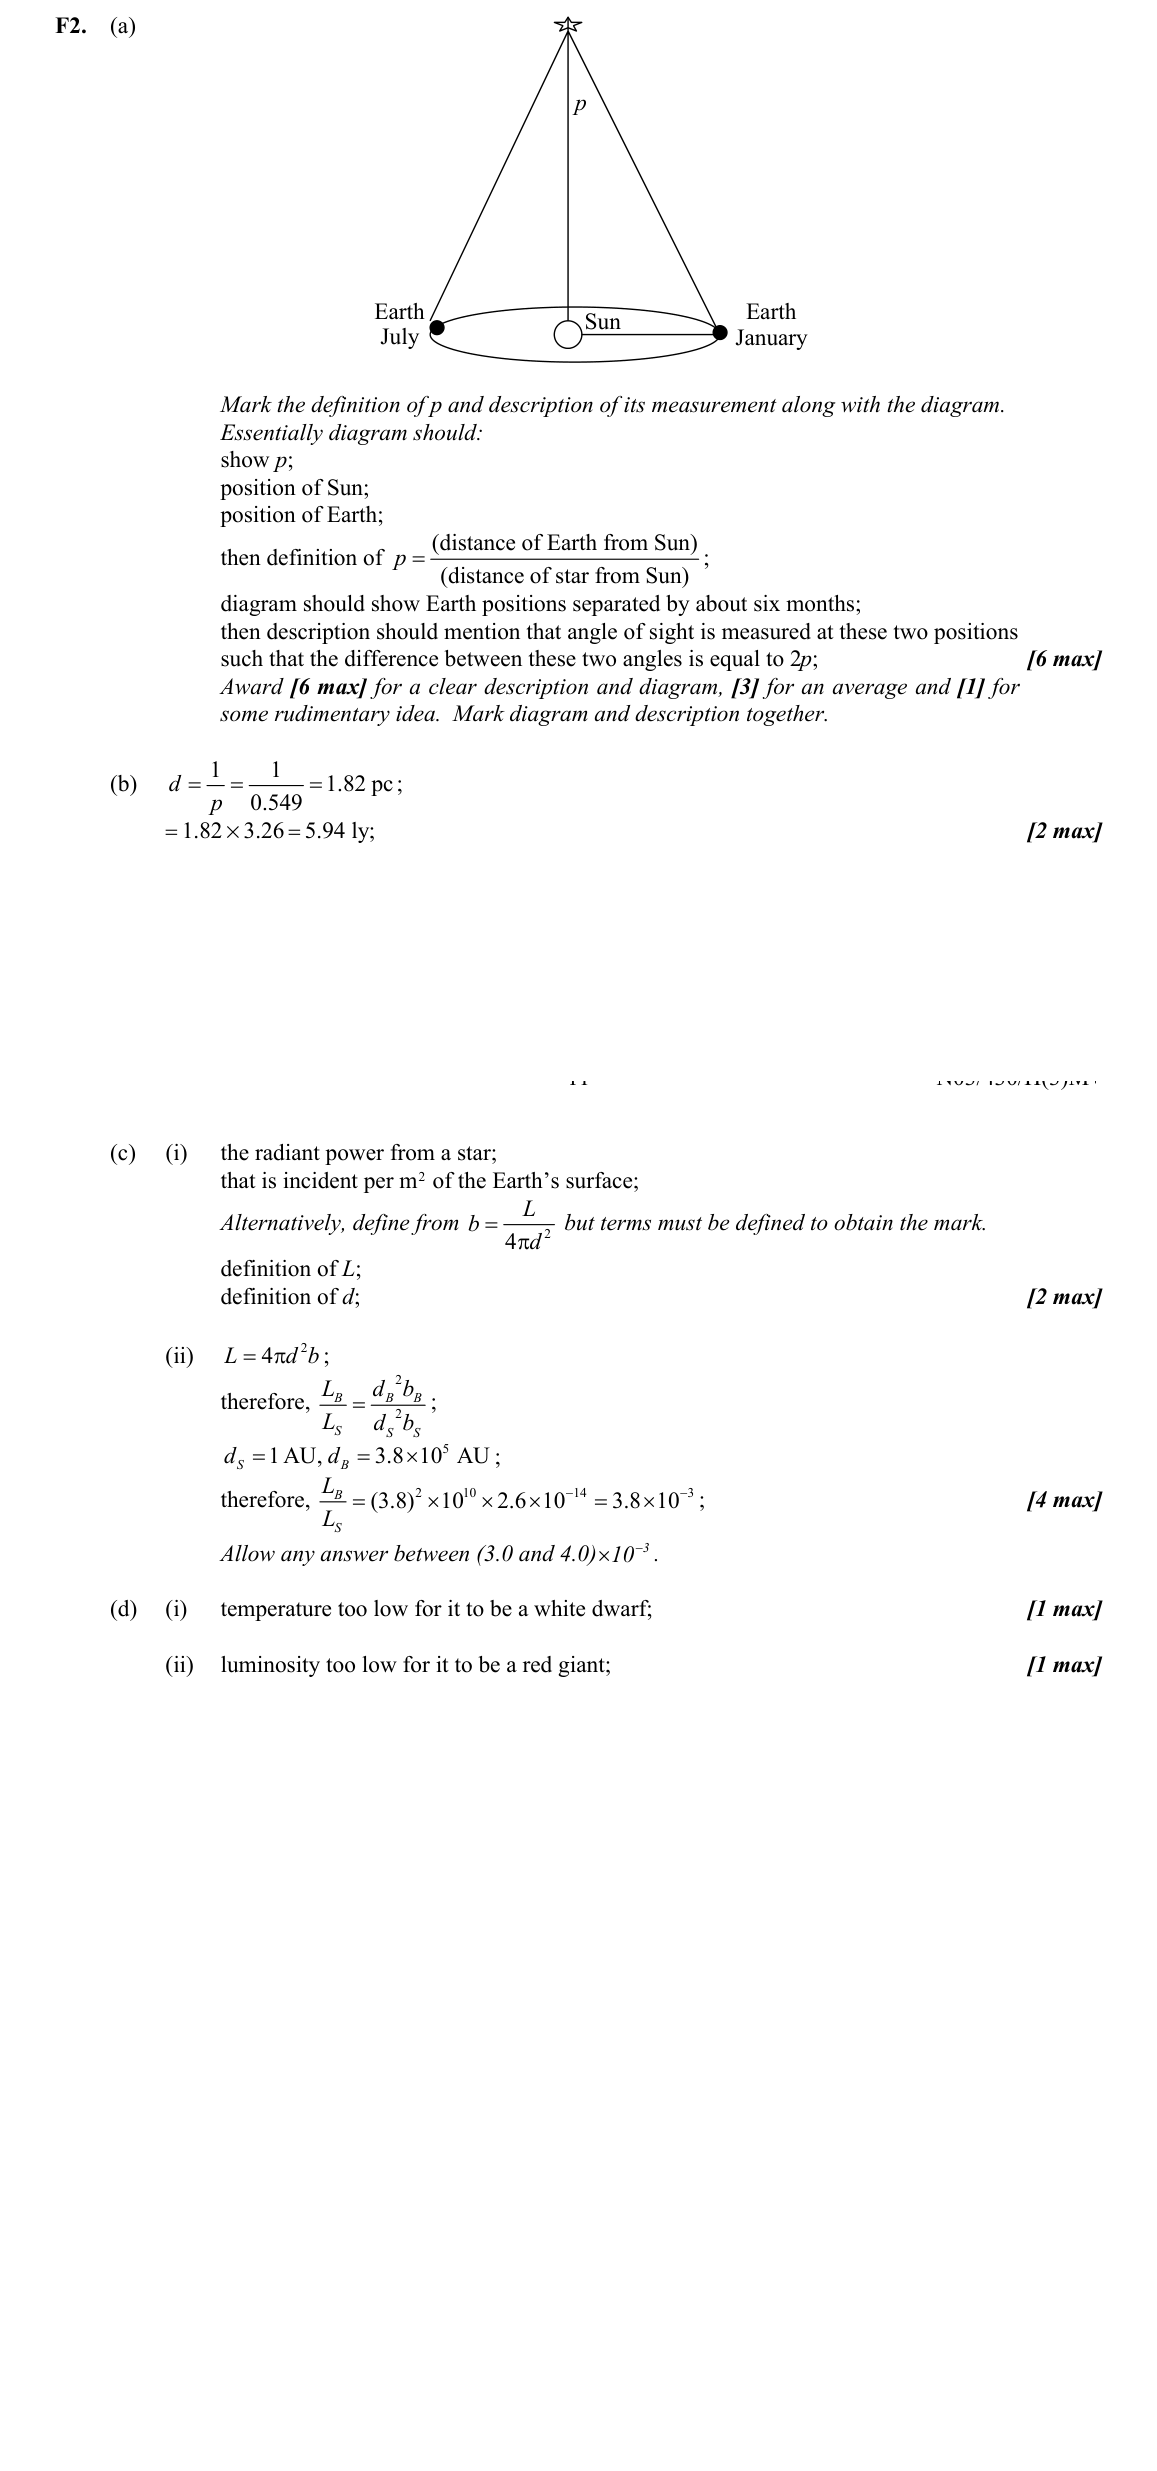 F2. (a)
p
Earth
July
Sun
Earth
January
Mark the definition of p and description of its measurement along with the diagram.
Essentially diagram should:
show p;
position of Sun;
position of Earth;
then definition of p = (distance of Earth from Sun) / (distance of star from Sun) ;
diagram should show Earth positions separated by about six months;
then description should mention that angle of sight is measured at these two positions
such that the difference between these two angles is equal to 2p; [6 max]
Award [6 max] for a clear description and diagram, [3] for an average and [1] for
some rudimentary idea. Mark diagram and description together.
(b) d = 1/p = 1/0.549 = 1.82 pc ;
= 1.82 × 3.26 = 5.94 ly; [2 max]
(c) (i) the radiant power from a star;
that is incident per m² of the Earth's surface;
Alternatively, define from b = L/4πd² but terms must be defined to obtain the mark.
definition of L;
definition of d; [2 max]
(ii) L = 4πd²b ;
therefore, L_B/L_S = d_B²b_B/d_S²b_S ;
d_S = 1 AU, d_B = 3.8×10⁵ AU ;
therefore, L_B/L_S = (3.8)² ×10¹⁰ × 2.6×10⁻¹⁴ = 3.8×10⁻³ ; [4 max]
Allow any answer between (3.0 and 4.0)×10⁻³ .
(d) (i) temperature too low for it to be a white dwarf; [1 max]
(ii) luminosity too low for it to be a red giant; [1 max]